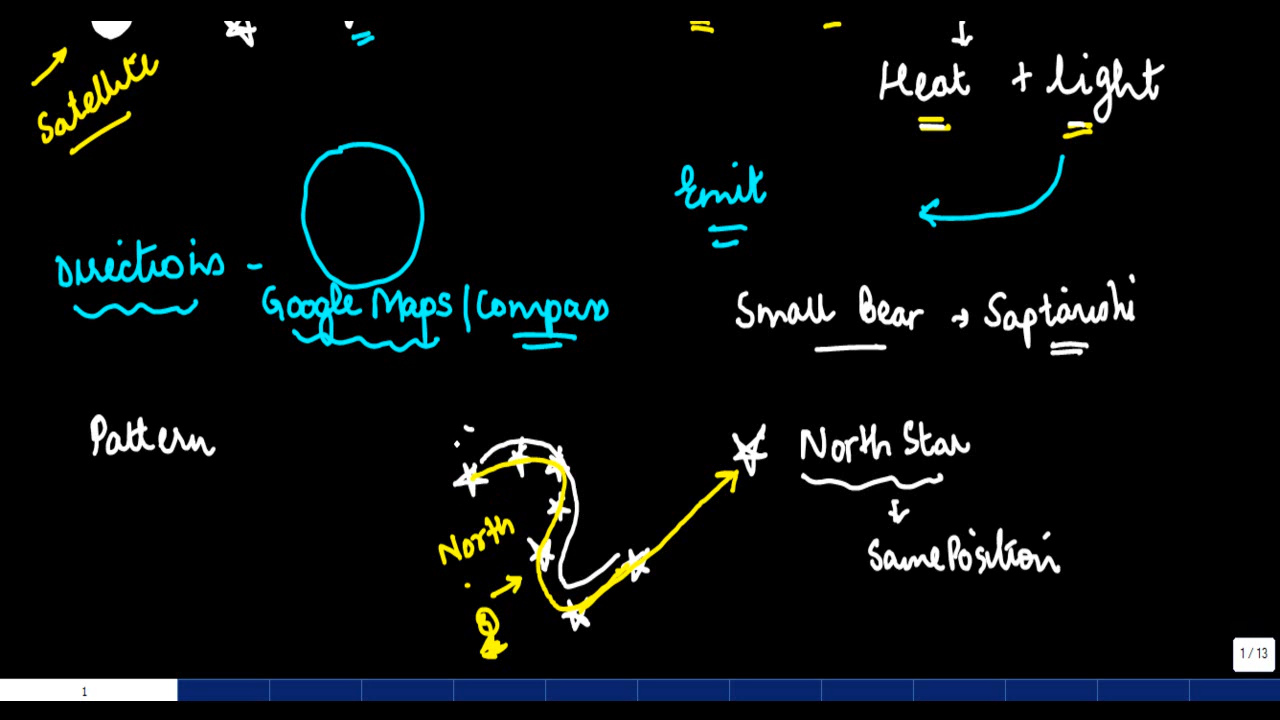 Satellite
Heat + light
Emit
Directions -
Google Maps / Compass
Small Bear → Saptarishi
Pattern
North Star
North
Same Position
1 / 13
1